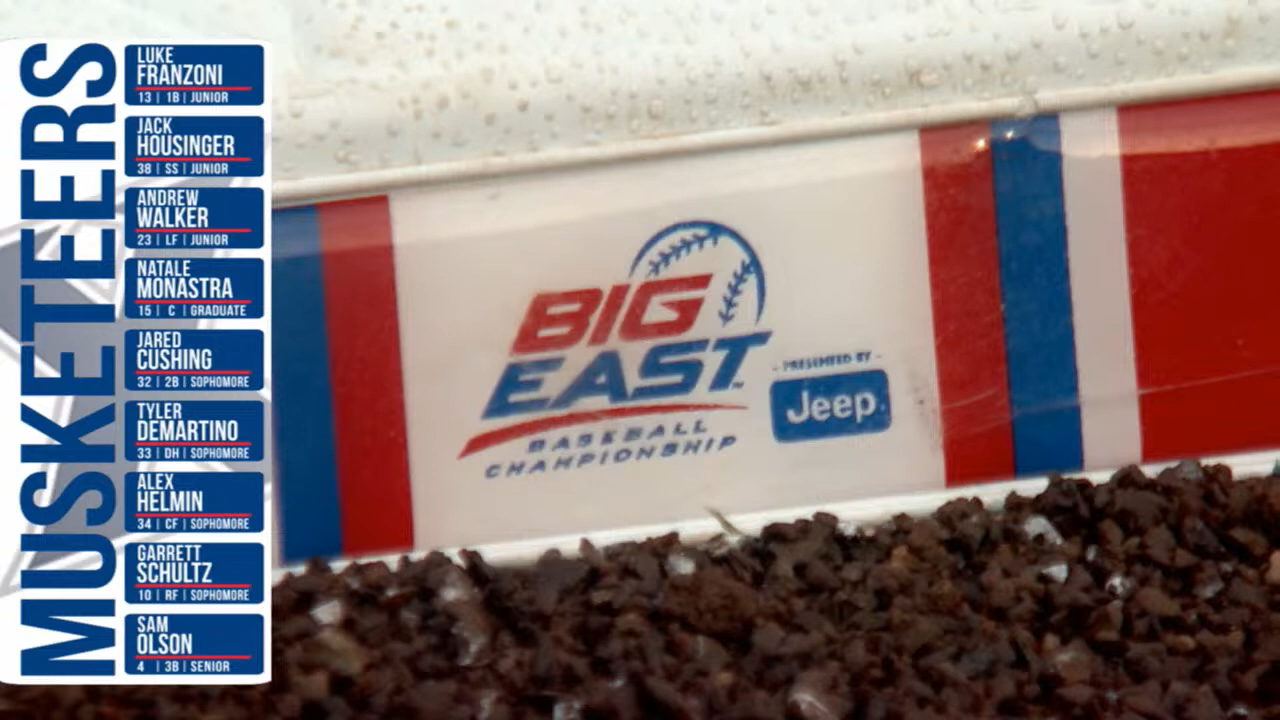 MUSKETEERS
LUKE
FRANZONI
13 | 1B | JUNIOR
JACK
HOUSINGER
38 | SS | JUNIOR
ANDREW
WALKER
23 | LF | JUNIOR
NATALE
MONASTRA
15 | C | GRADUATE
JARED
CUSHING
32 | 2B | SOPHOMORE
TYLER
DEMARTINO
33 | DH | SOPHOMORE
ALEX
HELMIN
34 | CF | SOPHOMORE
GARRETT
SCHULTZ
10 | RF | SOPHOMORE
SAM
OLSON
4 | 3B | SENIOR
BIG
EAST™
BASEBALL
CHAMPIONSHIP
- PRESENTED BY -
Jeep